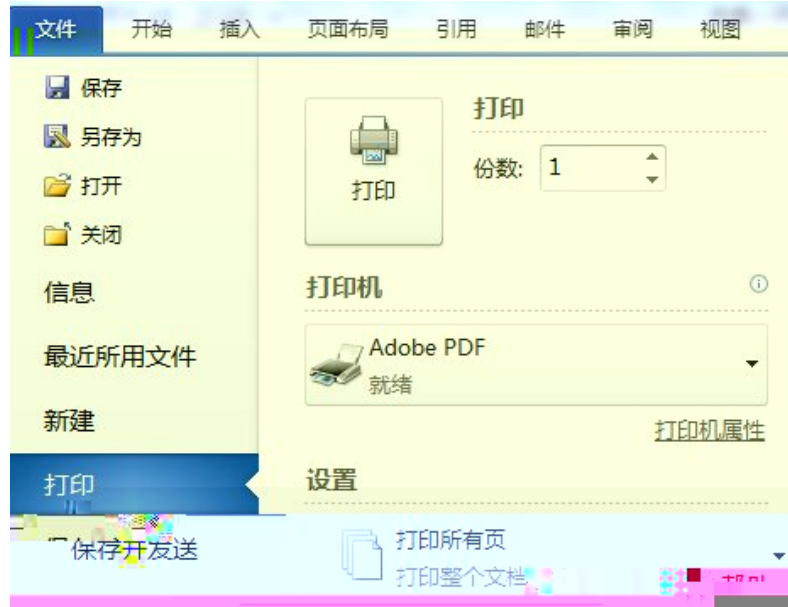 文件 开始 插入 页面布局 引用 邮件 审阅 视图
保存
另存为
打开
关闭
信息
最近所用文件
新建
打印
保存并发送
打印
打印
份数: 1
打印机
Adobe PDF
就绪
打印机属性
设置
打印所有页
打印整个文档